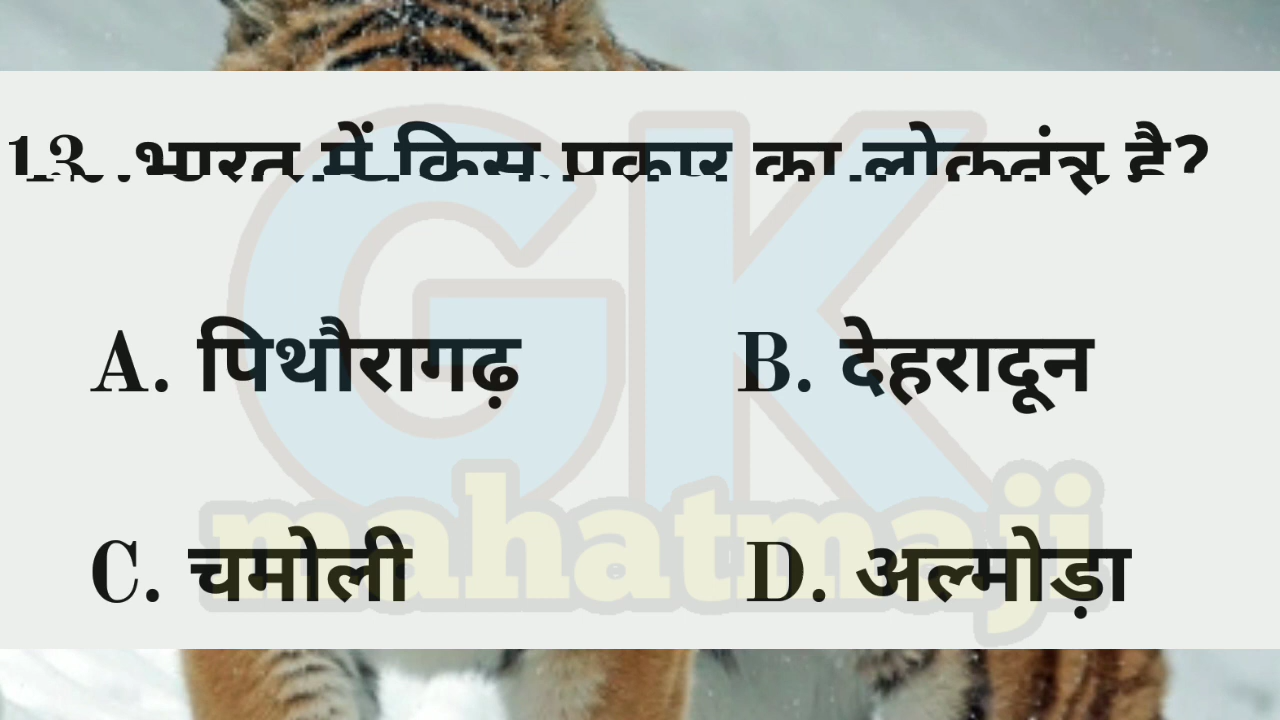 13. भारत में किस प्रकार का लोकतंत्र है?
A. पिथौरागढ़ B. देहरादून
C. चमोली D. अल्मोड़ा
GK
mahatmaji